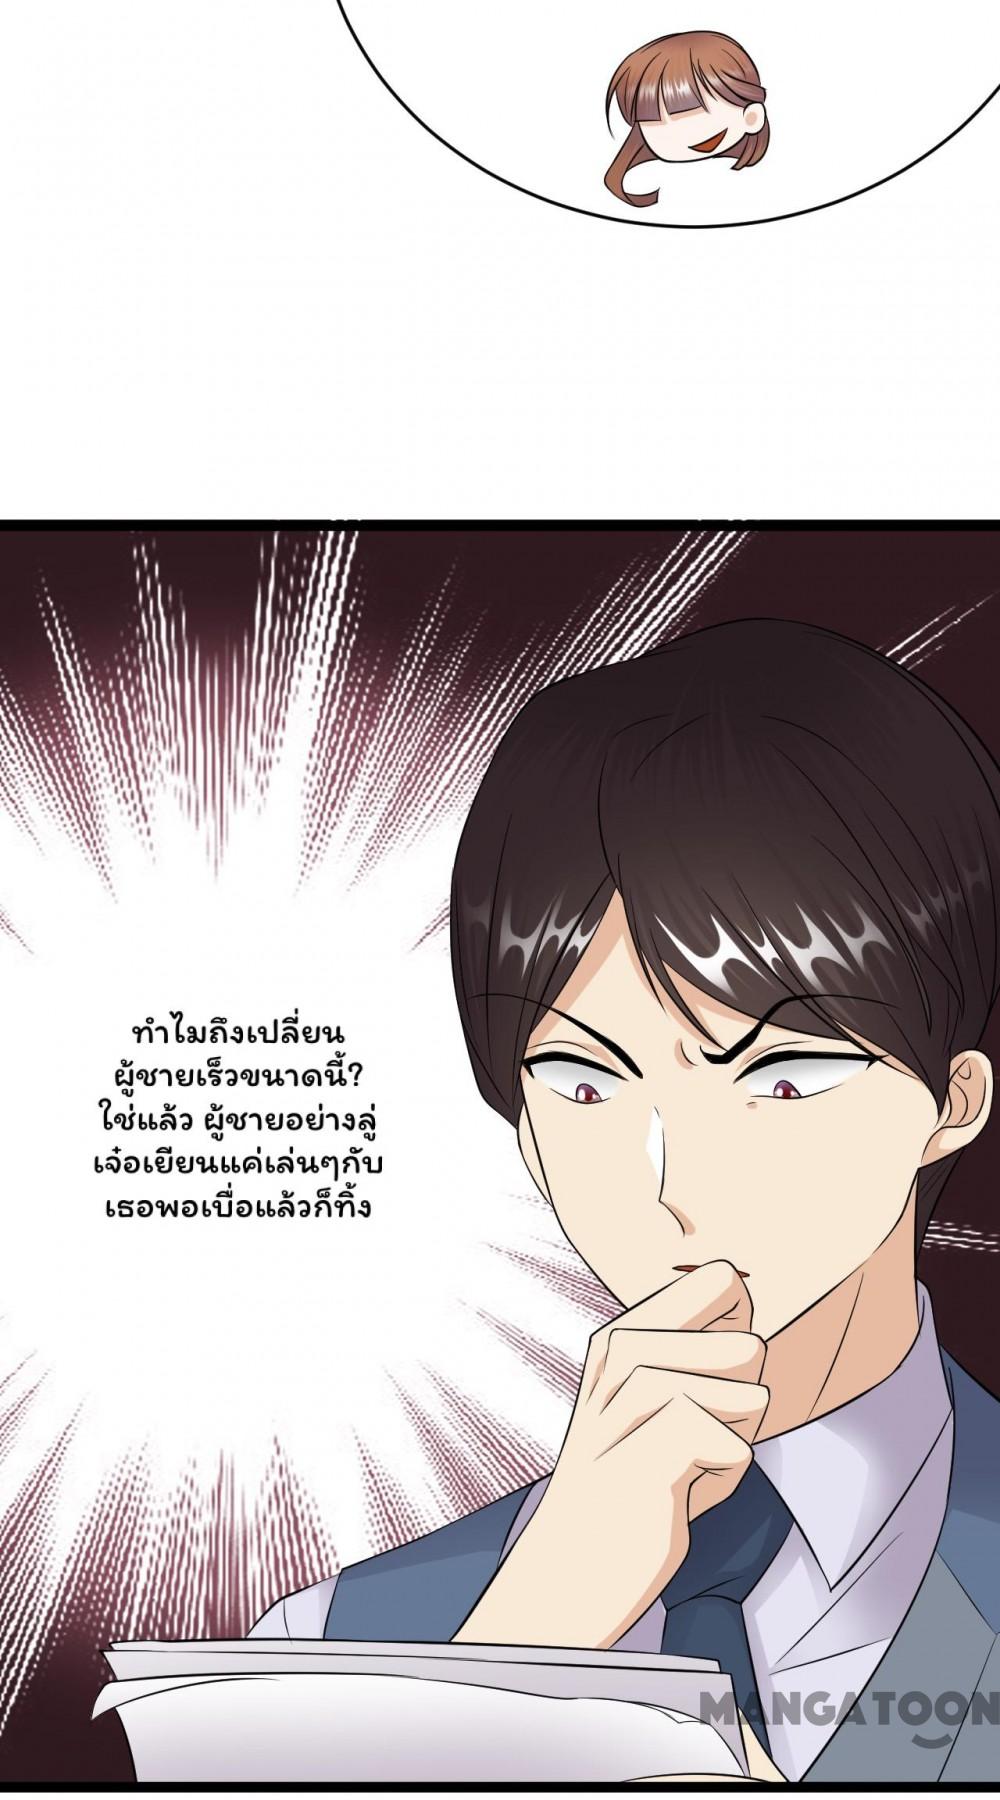 ทำไมถึงเปลี่ยน
ผู้ชายเร็วขนาดนี้?
ใช่แล้ว ผู้ชายอย่างลู่
เจ๋อเยียนแค่เล่นๆกับ
เธอพอเบื่อแล้วก็ทิ้ง
MANGATOON